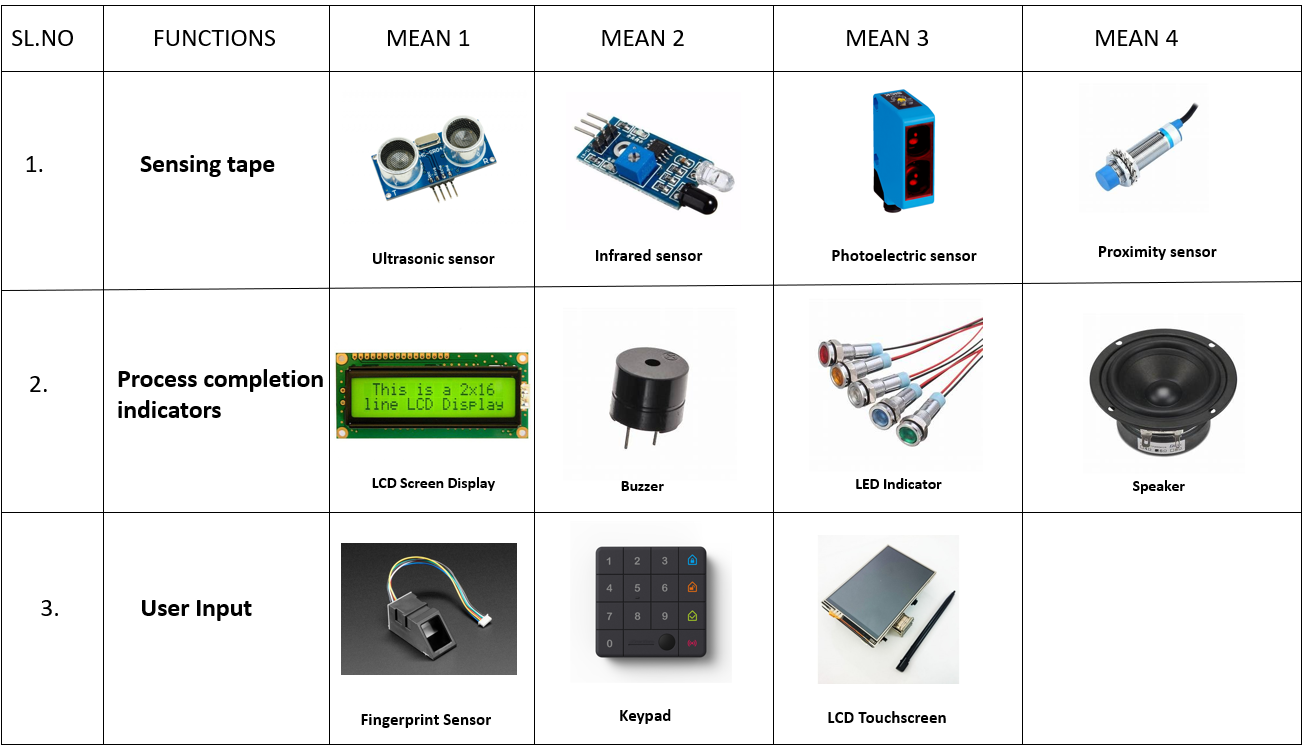 SL.NO
FUNCTIONS
MEAN 1
MEAN 2
MEAN 3
MEAN 4
1.
Sensing tape
Ultrasonic sensor
Infrared sensor
Photoelectric sensor
Proximity sensor
2.
Process completion
indicators
This is a 2x16
line LCD Display
LCD Screen Display
Buzzer
LED Indicator
Speaker
3.
User Input
Fingerprint Sensor
1 2 3
4 5 6
7 8 9
0
Keypad
LCD Touchscreen